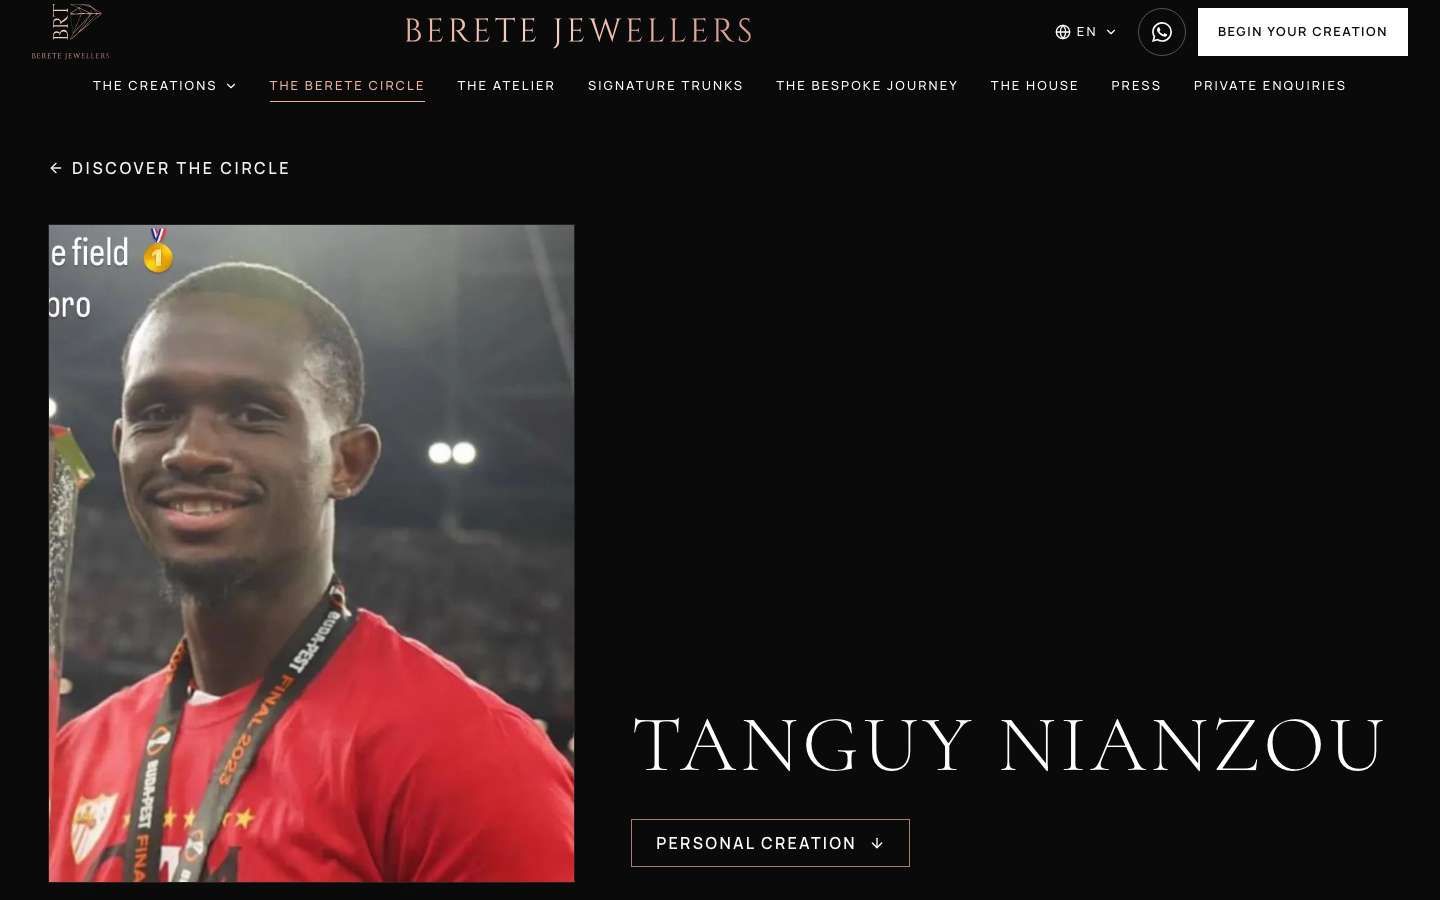 BRT
BERETE JEWELLERS
BERETE JEWELLERS
EN
BEGIN YOUR CREATION
THE CREATIONS
THE BERETE CIRCLE
THE ATELIER
SIGNATURE TRUNKS
THE BESPOKE JOURNEY
THE HOUSE
PRESS
PRIVATE ENQUIRIES
← DISCOVER THE CIRCLE
e field 🥇
bro
BUDAPEST
FINAL 2023
BUDAPEST
FINA
TANGUY NIANZOU
PERSONAL CREATION ↓